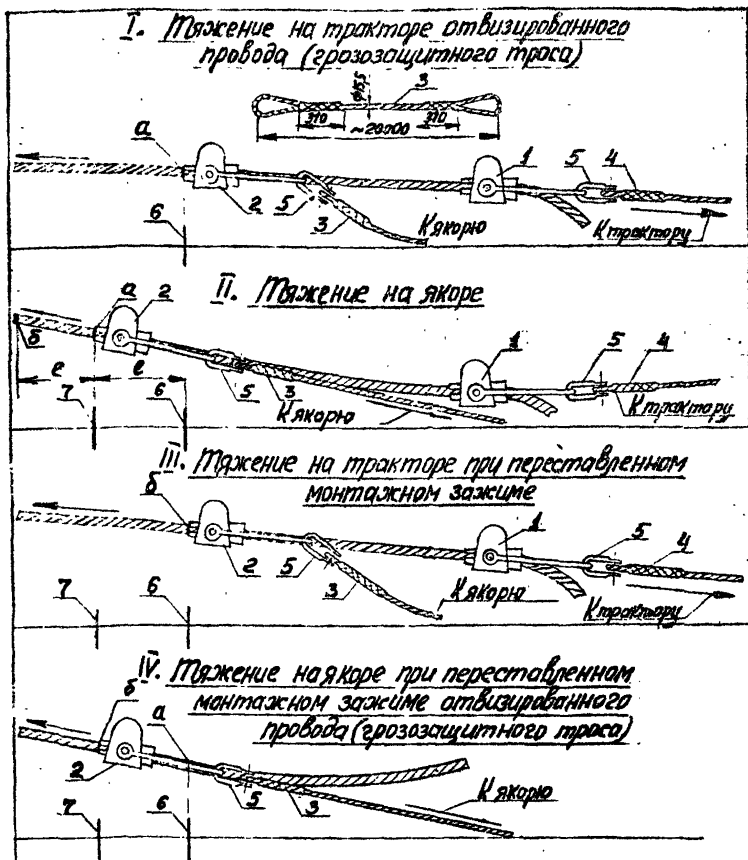 I. Тяжение на тракторе отвизированного
провода (грозозащитного троса)
ф15,5
3
310
310
~20000
а
1
5
4
2
5
3
К якорю
К трактору
6
II. Тяжение на якоре
а
2
б
1
5
4
е
е
5
3
К якорю
К трактору
7
6
III. Тяжение на тракторе при переставленном
монтажном зажиме
б
1
5
4
2
5
3
К якорю
К трактору
7
6
IV. Тяжение на якоре при переставленном
монтажном зажиме отвизированного
провода (грозозащитного троса)
б
а
2
5
3
К якорю
7
6